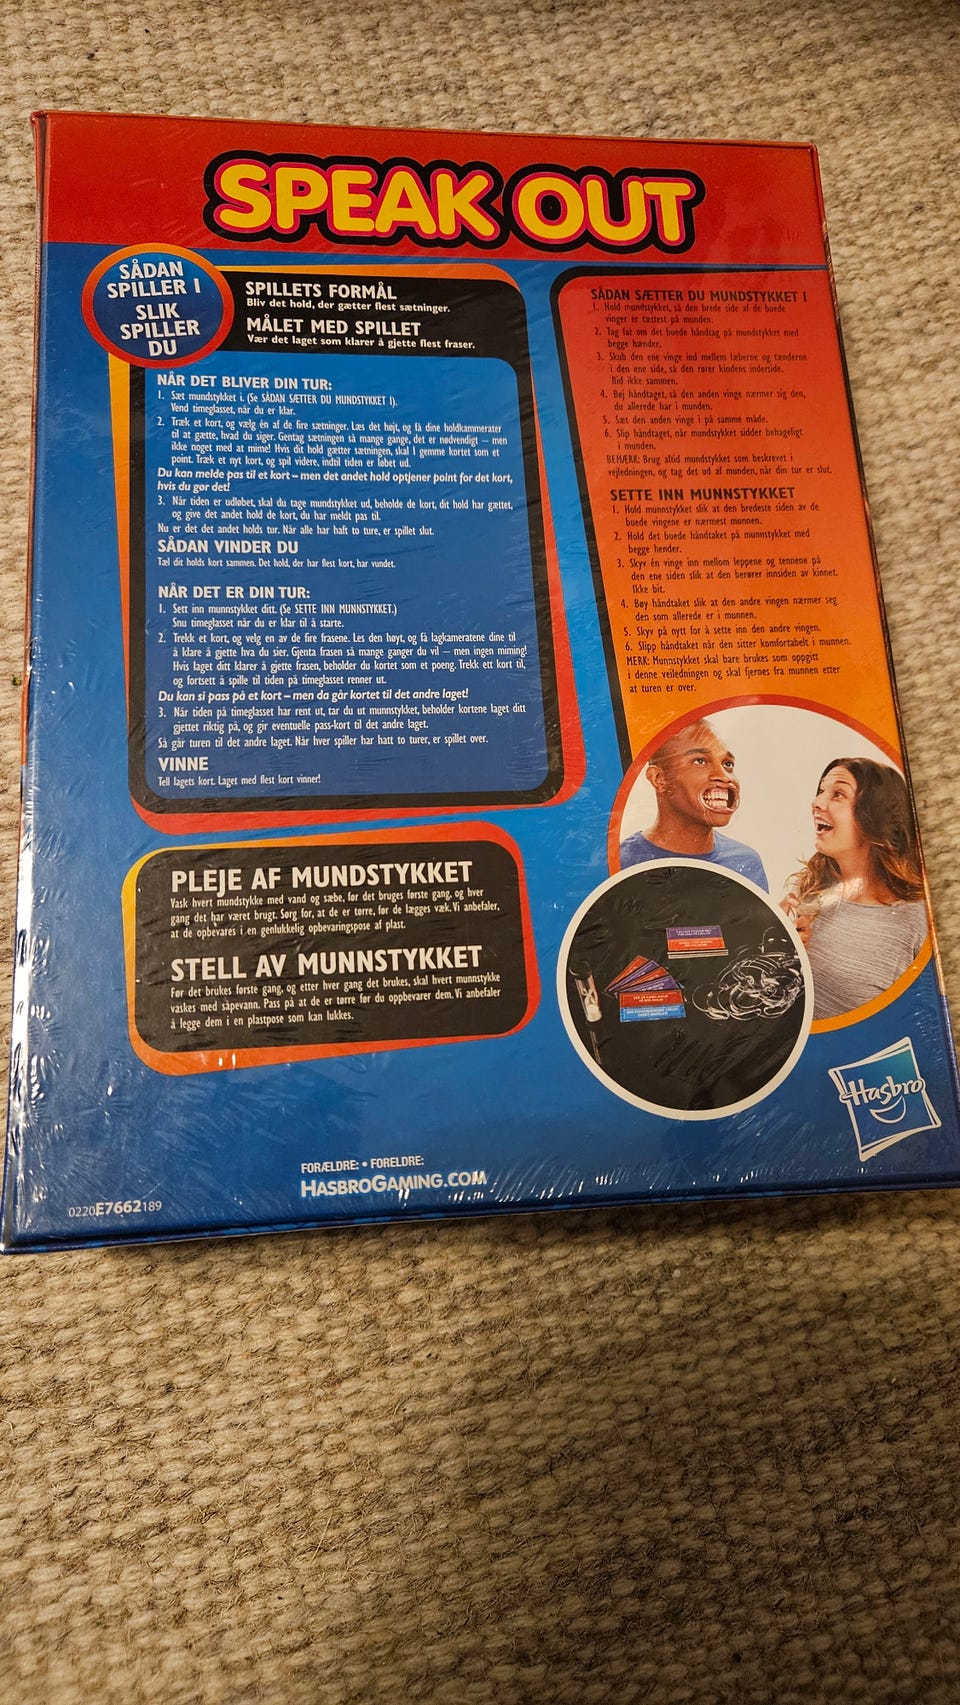 SPEAK OUT
SÅDAN
SPILLER I
SLIK
SPILLER
DU
SPILLETS FORMÅL
Bliv det hold, der gætter flest sætninger.
MÅLET MED SPILLET
Vær det laget som klarer å gjette flest fraser.
NÅR DET BLIVER DIN TUR:
1. Sæt mundstykket i. (Se SÅDAN SÆTTER DU MUNDSTYKKET I).
Vend timeglasset, når du er klar.
2. Træk et kort, og vælg én af de fire sætninger. Læs det højt, og få dine holdkammerater
til at gætte, hvad du siger. Gentag sætningen så mange gange, det er nødvendigt – men
ikke noget med at mime! Hvis dit hold gætter sætningen, skal I gemme kortet som et
point. Træk et nyt kort, og spil videre, indtil tiden er løbet ud.
Du kan melde pas til et kort – men det andet hold optjener point for det kort,
hvis du gør det!
3. Når tiden er udløbet, skal du tage mundstykket ud, beholde de kort, dit hold har gættet,
og give det andet hold de kort, du har meldt pas til.
Nu er det det andet holds tur. Når alle har haft to ture, er spillet slut.
SÅDAN VINDER DU
Tæl dit holds kort sammen. Det hold, der har flest kort, har vundet.
NÅR DET ER DIN TUR:
1. Sett inn munnstykket ditt. (Se SETTE INN MUNNSTYKKET.)
Snu timeglasset når du er klar til å starte.
2. Trekk et kort, og velg en av de fire frasene. Les den høyt, og få lagkameratene dine til
å klare å gjette hva du sier. Gjenta frasen så mange ganger du vil – men ingen miming!
Hvis laget ditt klarer å gjette frasen, beholder du kortet som et poeng. Trekk ett kort til,
og fortsett å spille til tiden på timeglasset renner ut.
Du kan si pass på et kort – men da går kortet til det andre laget!
3. Når tiden på timeglasset har rent ut, tar du ut munnstykket, beholder kortene laget ditt
gjettet riktig på, og gir eventuelle pass-kort til det andre laget.
Så går turen til det andre laget. Når hver spiller har hatt to turer, er spillet over.
VINNE
Tell lagets kort. Laget med flest kort vinner!
SÅDAN SÆTTER DU MUNDSTYKKET I
1. Hold mundstykket, så den brede side af de buede
vinger er tættest på munden.
2. Tag fat om det buede håndtag på mundstykket med
begge hænder.
3. Skub den ene vinge ind mellem læberne og tænderne
i den ene side, så den rører kindens inderside.
Bid ikke sammen.
4. Bøj håndtaget, så den anden vinge nærmer sig den,
du allerede har i munden.
5. Sæt den anden vinge i på samme måde.
6. Slip håndtaget, når mundstykket sidder behageligt
i munden.
BEMÆRK: Brug altid mundstykket som beskrevet i
vejledningen, og tag det ud af munden, når din tur er slut.
SETTE INN MUNNSTYKKET
1. Hold munnstykket slik at den bredeste siden av de
buede vingene er nærmest munnen.
2. Hold det buede håndtaket på munnstykket med
begge hender.
3. Skyv én vinge inn mellom leppene og tennene på
den ene siden slik at den berører innsiden av kinnet.
Ikke bit.
4. Bøy håndtaket slik at den andre vingen nærmer seg
den som allerede er i munnen.
5. Skyv på nytt for å sette inn den andre vingen.
6. Slipp håndtaket når den sitter komfortabelt i munnen.
MERK: Munnstykket skal bare brukes som oppgitt
i denne veiledningen og skal fjernes fra munnen etter
at turen er over.
PLEJE AF MUNDSTYKKET
Vask hvert mundstykke med vand og sæbe, før det bruges første gang, og hver
gang det har været brugt. Sørg for, at de er tørre, før de lægges væk. Vi anbefaler,
at de opbevares i en genlukkelig opbevaringspose af plast.
STELL AV MUNNSTYKKET
Før det brukes første gang, og etter hver gang det brukes, skal hvert munnstykke
vaskes med såpevann. Pass på at de er tørre før du oppbevarer dem. Vi anbefaler
å legge dem i en plastpose som kan lukkes.
Hasbro
FORÆLDRE: • FORELDRE:
HASBROGAMING.COM
0220E7662189